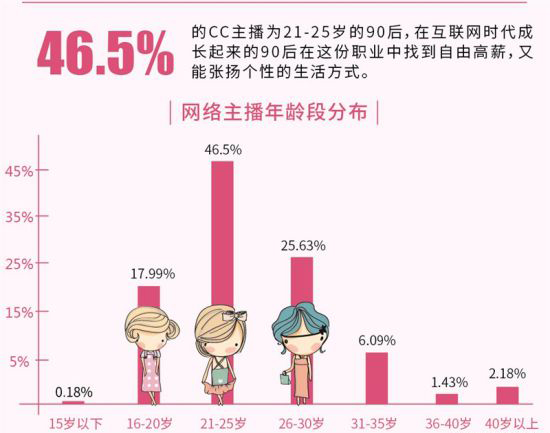 46.5%
的CC主播为21-25岁的90后,在互联网时代成
长起来的90后在这份职业中找到自由高薪,又
能张扬个性的生活方式。
网络主播年龄段分布
45%
35%
25%
15%
5%
0.18%
17.99%
46.5%
25.63%
6.09%
1.43%
2.18%
15岁以下
16-20岁
21-25岁
26-30岁
31-35岁
36-40岁
40岁以上